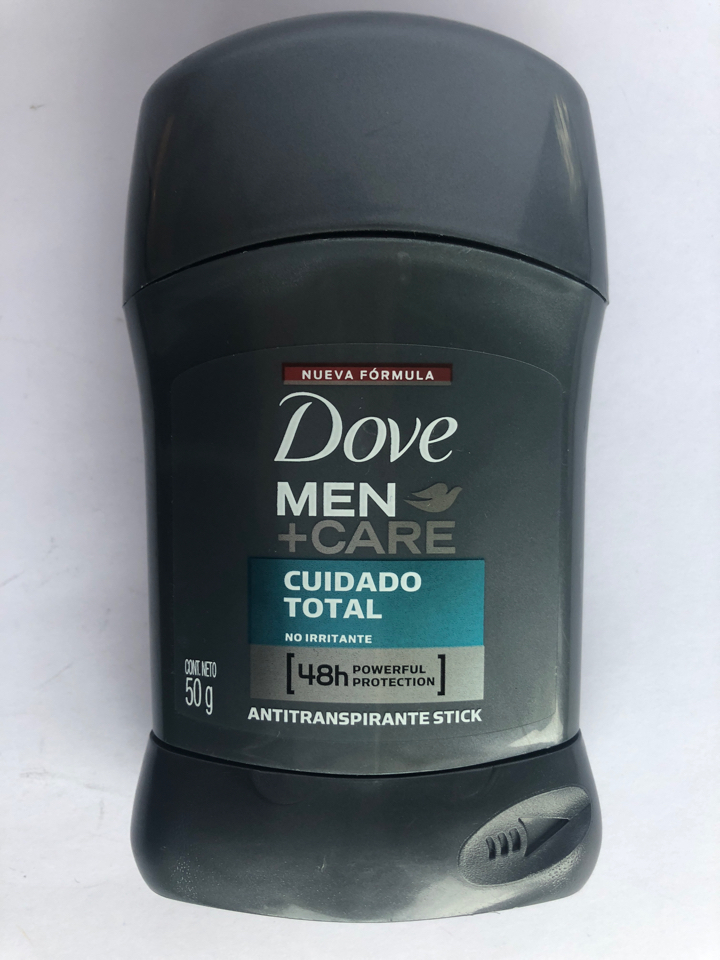 NUEVA FÓRMULA
Dove
MEN
+CARE
CUIDADO
TOTAL
NO IRRITANTE
[48h POWERFUL
PROTECTION]
CONT. NETO
50 g
ANTITRANSPIRANTE STICK